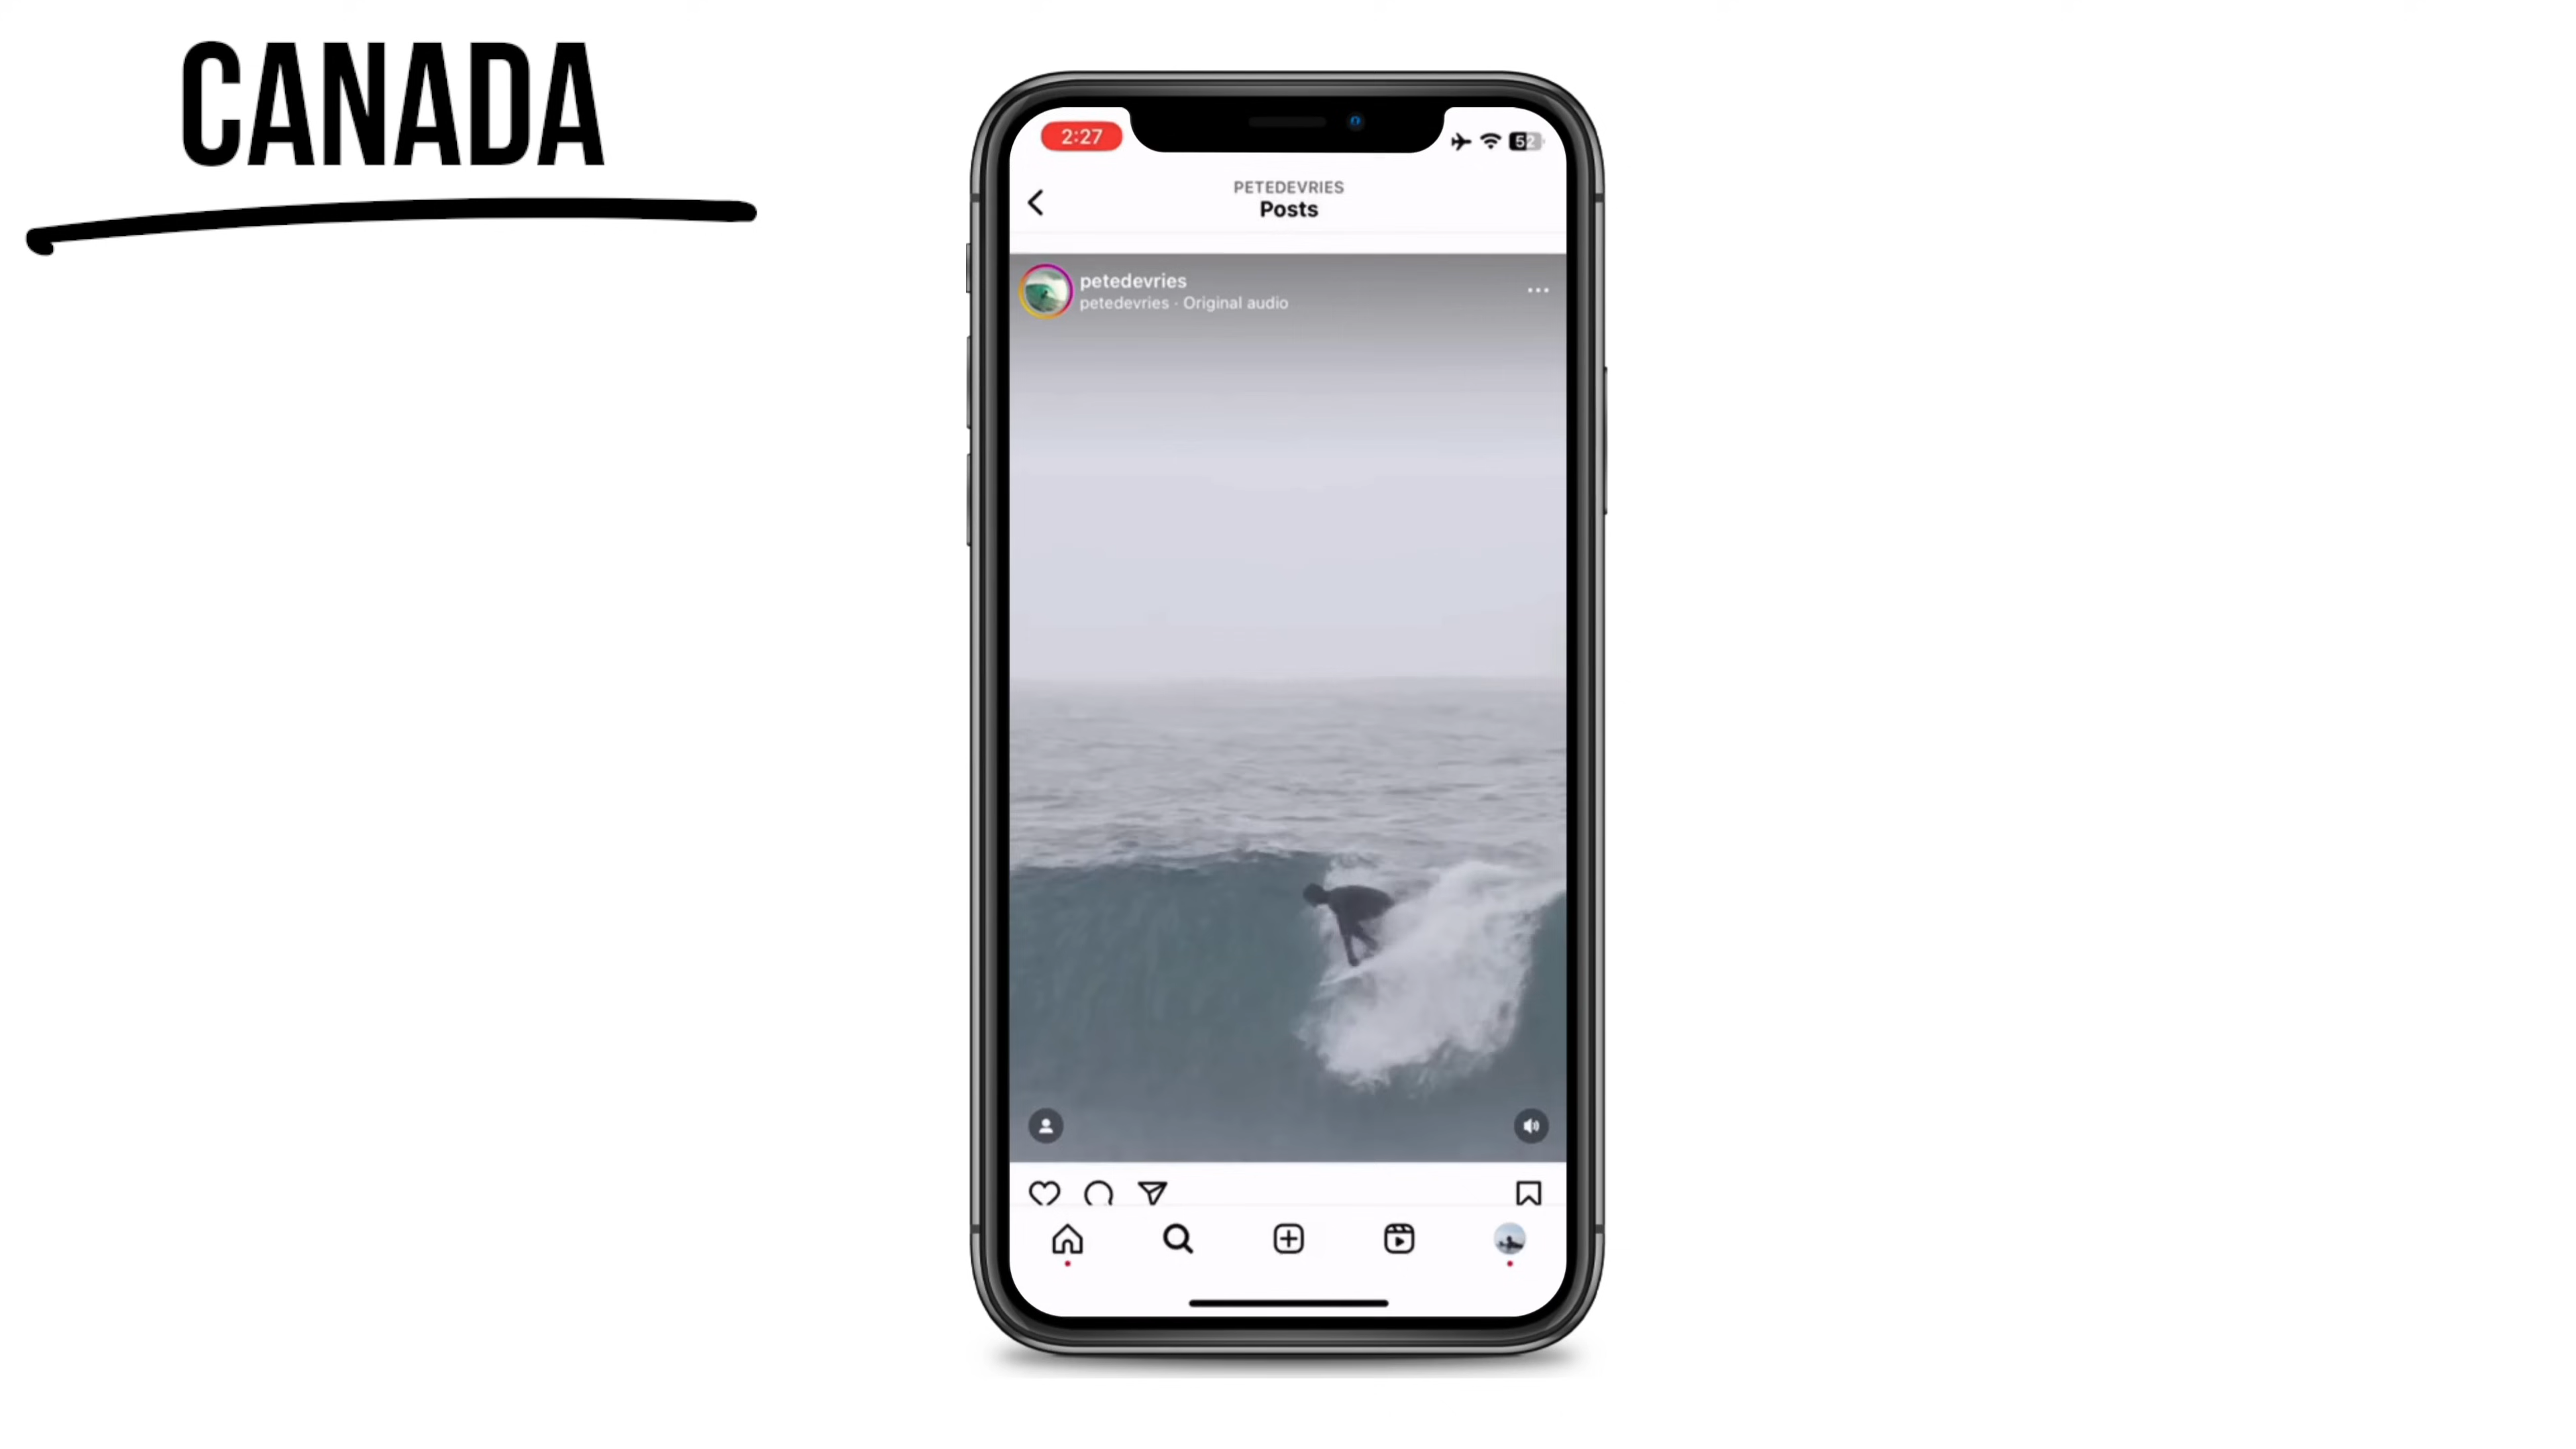 CANADA
2:27
52
PETEDEVRIES
Posts
petedevries
petedevries · Original audio